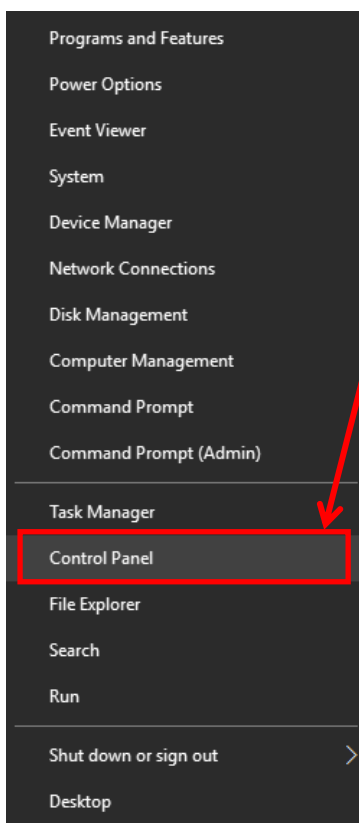 Programs and Features
Power Options
Event Viewer
System
Device Manager
Network Connections
Disk Management
Computer Management
Command Prompt
Command Prompt (Admin)
Task Manager
Control Panel
File Explorer
Search
Run
Shut down or sign out
Desktop